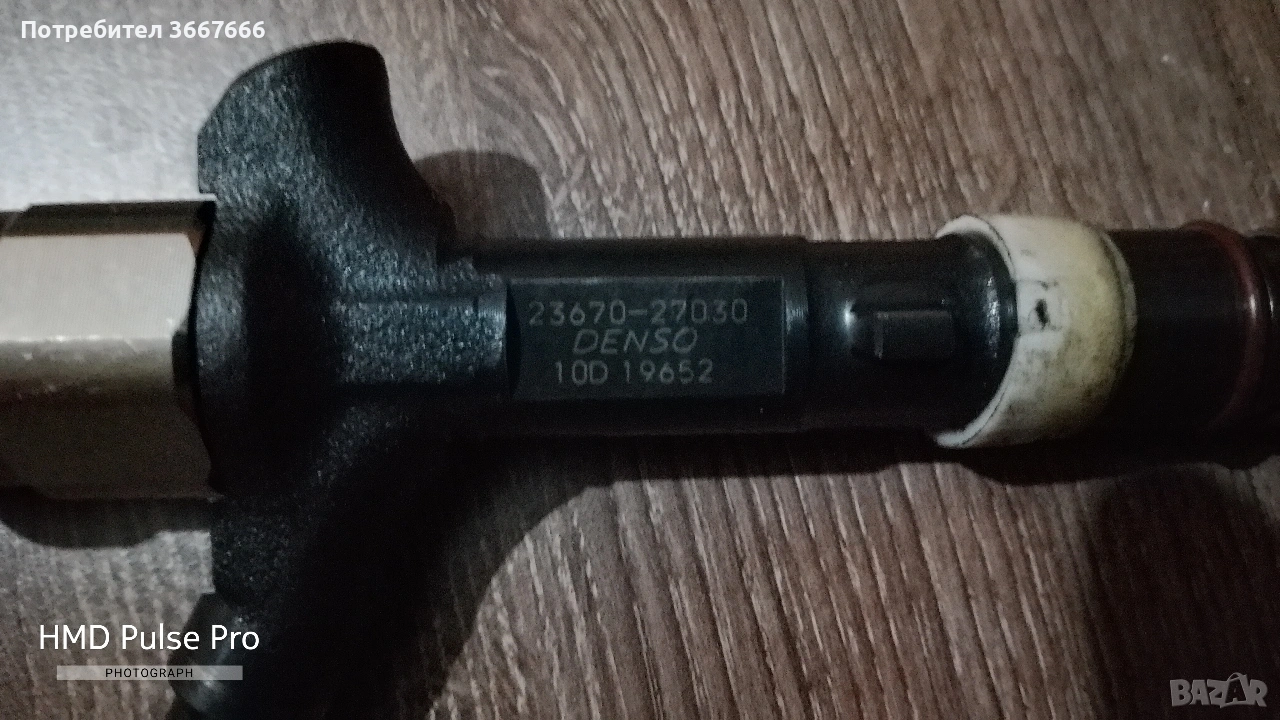 Потребител 3667666
23670-27030
DENSO
10D 19652
HMD Pulse Pro
PHOTOGRAPH
BAZAR